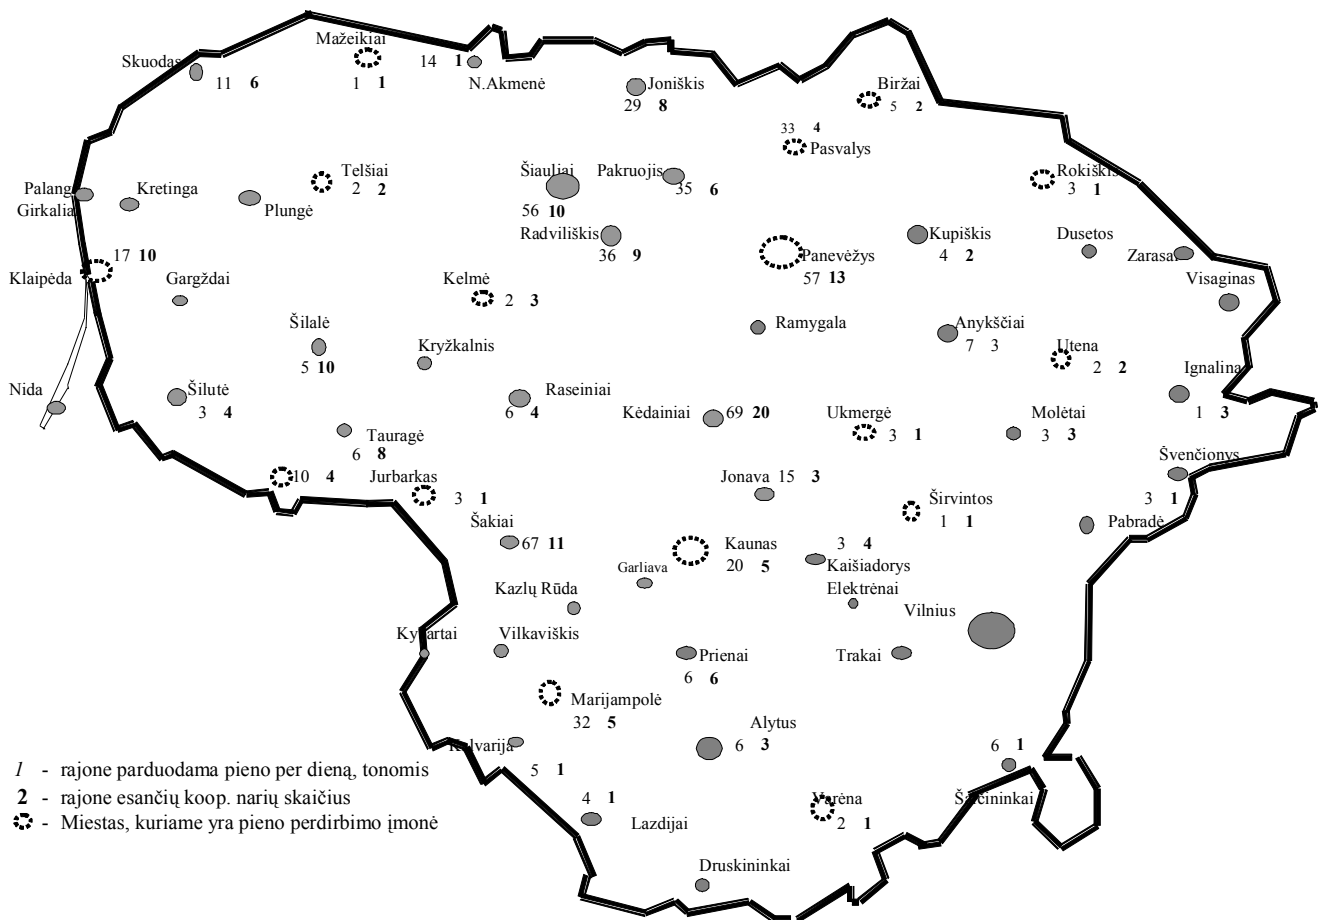 Mažeikiai
1 1
Skuodas
11 6
14 1
N.Akmenė
Joniškis
29 8
Biržai
5 2
33 4
Pasvalys
Telšiai
2 2
Šiauliai
56 10
Pakruojis
35 6
Rokiškis
3 1
Palanga
Girkaliai
Kretinga
Plungė
Radviliškis
36 9
Panevėžys
57 13
Kupiškis
4 2
Dusetos
Zarasai
Visaginas
17 10
Klaipėda
Gargždai
Kelmė
2 3
Šilalė
5 10
Kryžkalnis
Ramygala
Anykščiai
7 3
Utena
2 2
Ignalina
1 3
Nida
Šilutė
3 4
Raseiniai
6 4
Kėdainiai
69 20
Ukmergė
3 1
Molėtai
3 3
Tauragė
6 8
10 4
Jurbarkas
3 1
Jonava 15 3
Širvintos
1 1
Švenčionys
3 1
Pabradė
Šakiai
67 11
Kaunas
20 5
3 4
Kaišiadorys
Garliava
Elektrėnai
Kazlų Rūda
Vilnius
Kybartai
Vilkaviškis
Prienai
6 6
Trakai
Marijampolė
32 5
Alytus
6 3
Kalvarija
5 1
6 1
Šalčininkai
4 1
Lazdijai
Varėna
2 1
Druskininkai
1 - rajone parduodama pieno per dieną, tonomis
2 - rajone esančių koop. narių skaičius
- Miestas, kuriame yra pieno perdirbimo įmonė